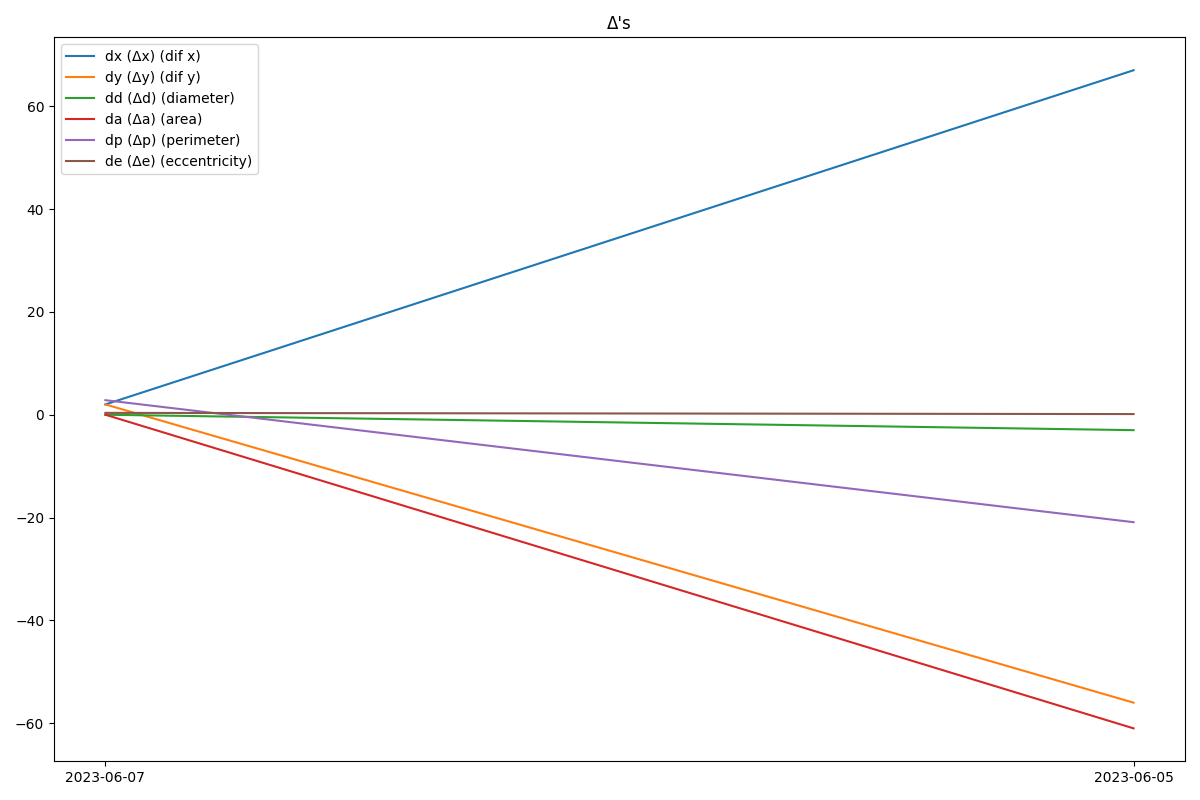 Δ's
dx (Δx) (dif x)
dy (Δy) (dif y)
dd (Δd) (diameter)
da (Δa) (area)
dp (Δp) (perimeter)
de (Δe) (eccentricity)
60
40
20
0
−20
−40
−60
2023-06-07 2023-06-05